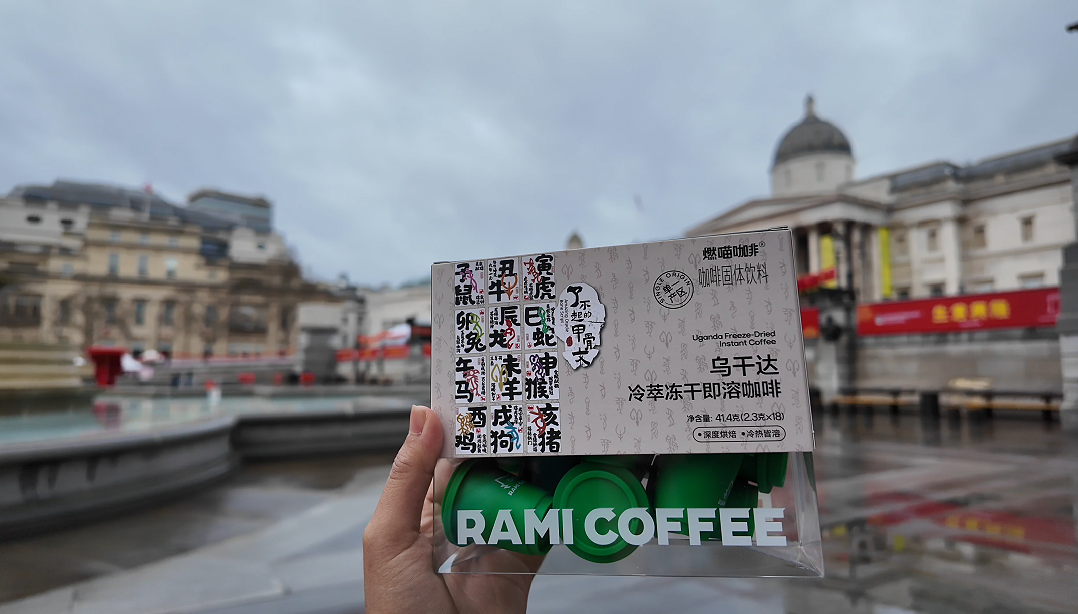 燃喵咖啡®
咖啡固体饮料
SINGLE ORIGIN
单产区
了不起的甲骨文
子鼠
丑牛
寅虎
卯兔
辰龙
巳蛇
午马
未羊
申猴
酉鸡
戌狗
亥猪
Uganda Freeze-Dried
Instant Coffee
乌干达
冷萃冻干即溶咖啡
净含量: 41.4克(2.3克×18)
•深度烘焙 •冷热皆溶
RAMI COFFEE